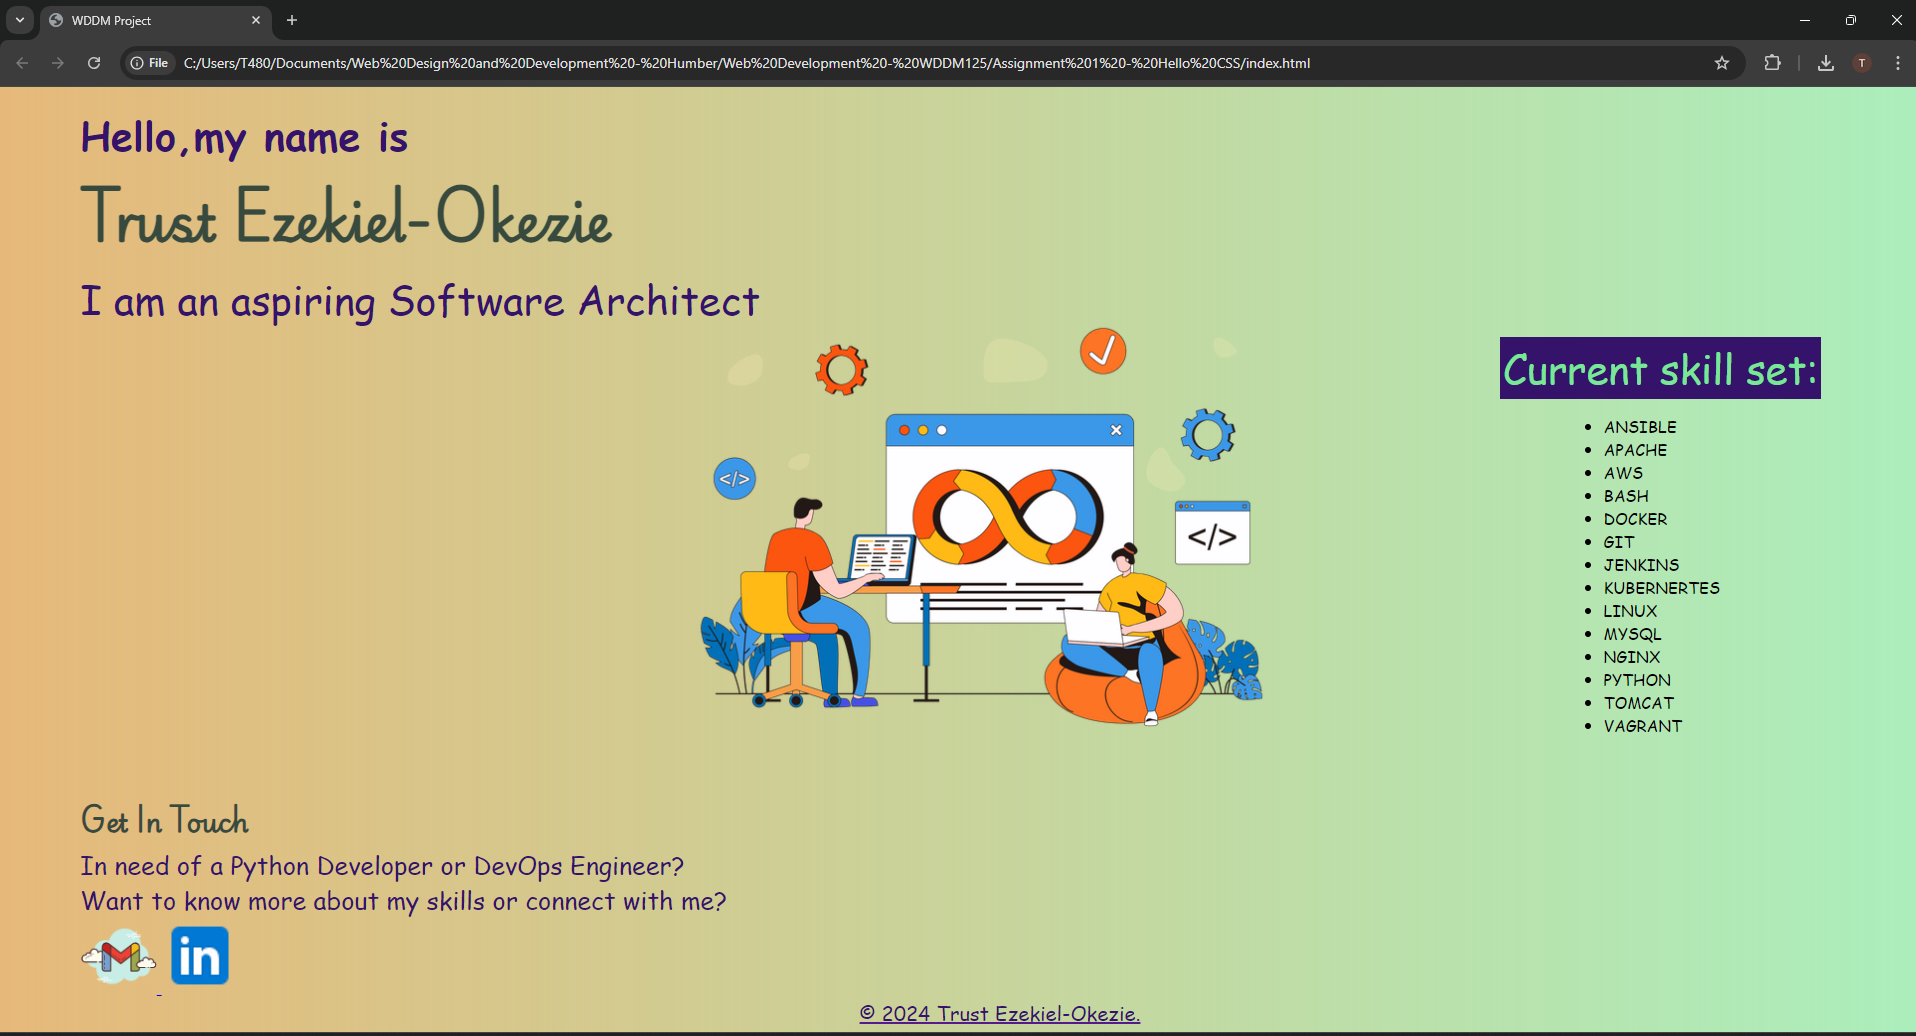 WDDM Project
File
C:/Users/T480/Documents/Web%20Design%20and%20Development%20-%20Humber/Web%20Development%20-%20WDDM125/Assignment%201%20-%20Hello%20CSS/index.html
T
Hello,my name is
Trust Ezekiel-Okezie
I am an aspiring Software Architect
</>
</>
Current skill set:
• ANSIBLE
• APACHE
• AWS
• BASH
• DOCKER
• GIT
• JENKINS
• KUBERNERTES
• LINUX
• MYSQL
• NGINX
• PYTHON
• TOMCAT
• VAGRANT
Get In Touch
In need of a Python Developer or DevOps Engineer?
Want to know more about my skills or connect with me?
in
© 2024 Trust Ezekiel-Okezie.